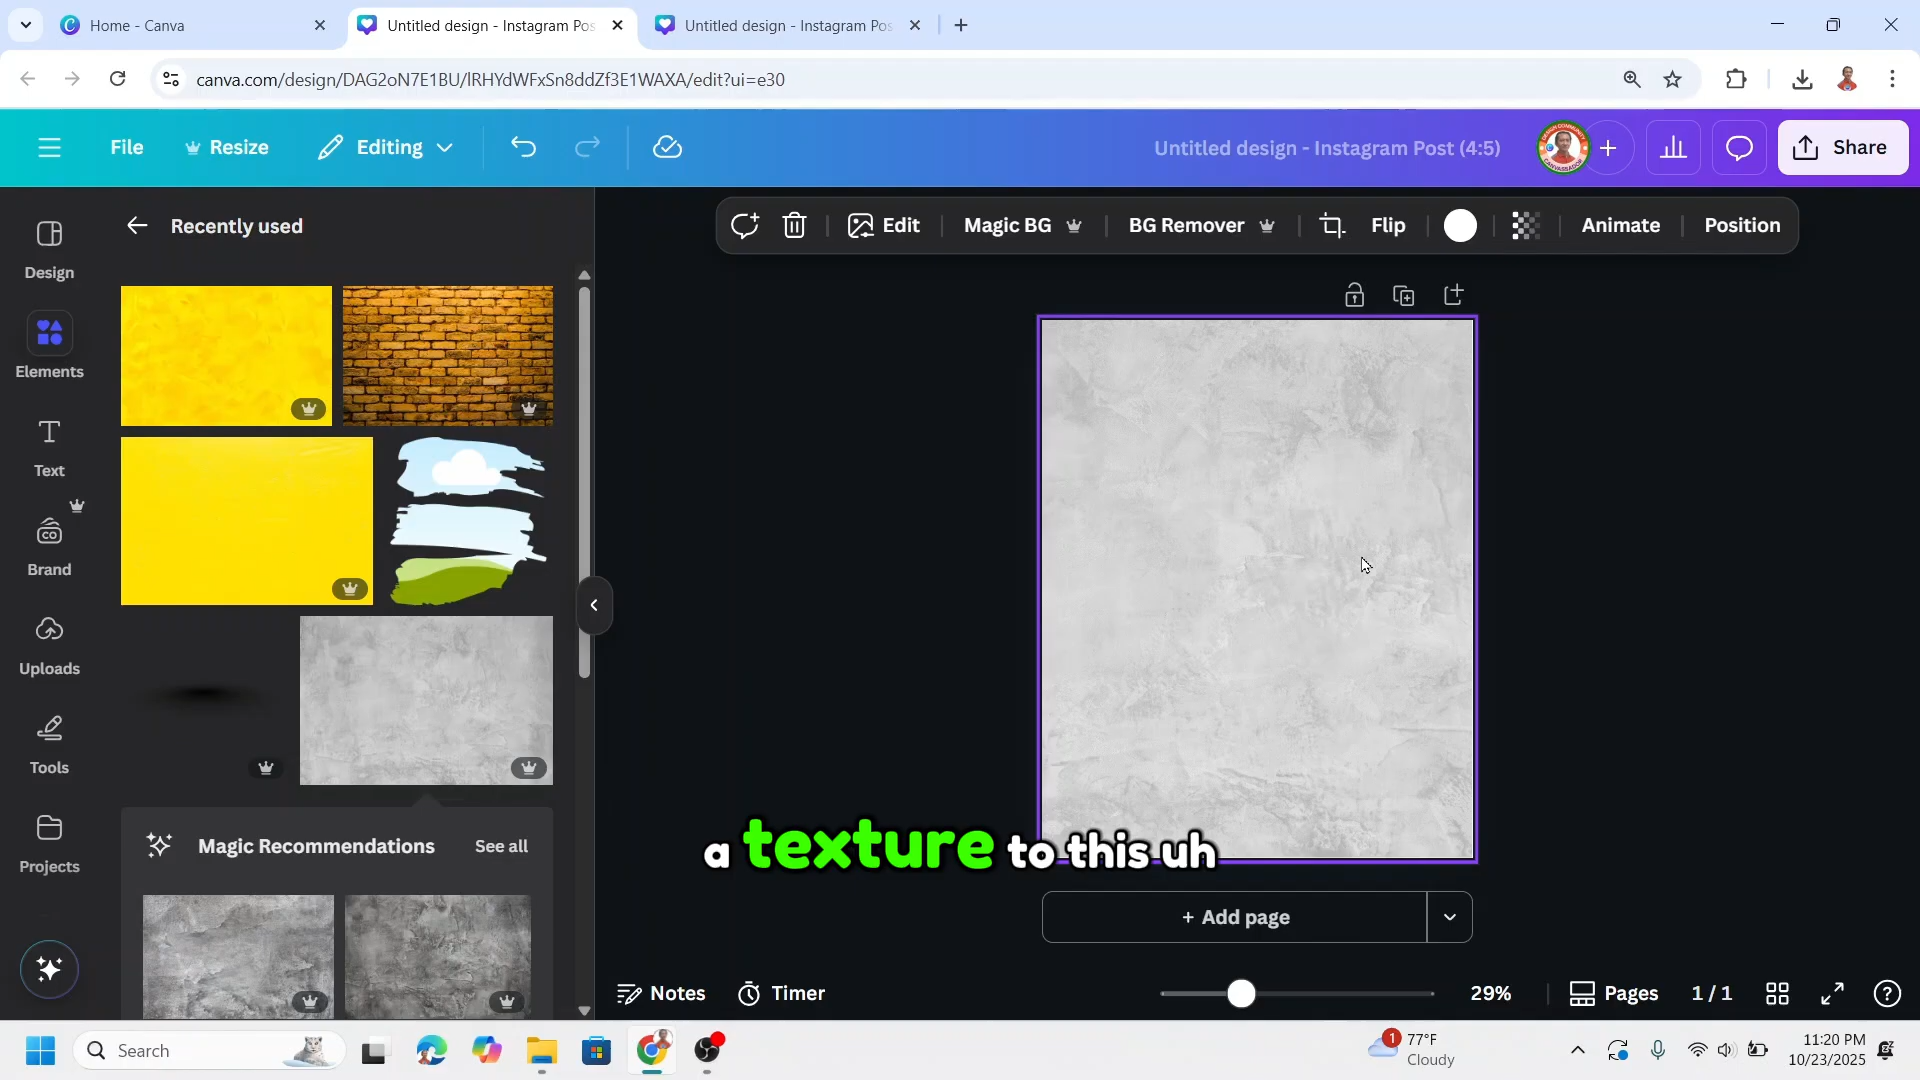 Home - Canva
Untitled design - Instagram Pos
Untitled design - Instagram Pos
canva.com/design/DAG2oN7E1BU/lRHYdWFxSn8ddZf3E1WAXA/edit?ui=e30
File
Resize
Editing
Untitled design - Instagram Post (4:5)
Share
Design
Elements
Text
Brand
Uploads
Tools
Projects
Recently used
Magic Recommendations
See all
Edit
Magic BG
BG Remover
Flip
Animate
Position
a texture to this uh
+ Add page
Notes
Timer
29%
Pages
1 / 1
Search
1
77°F
Cloudy
11:20 PM
10/23/2025